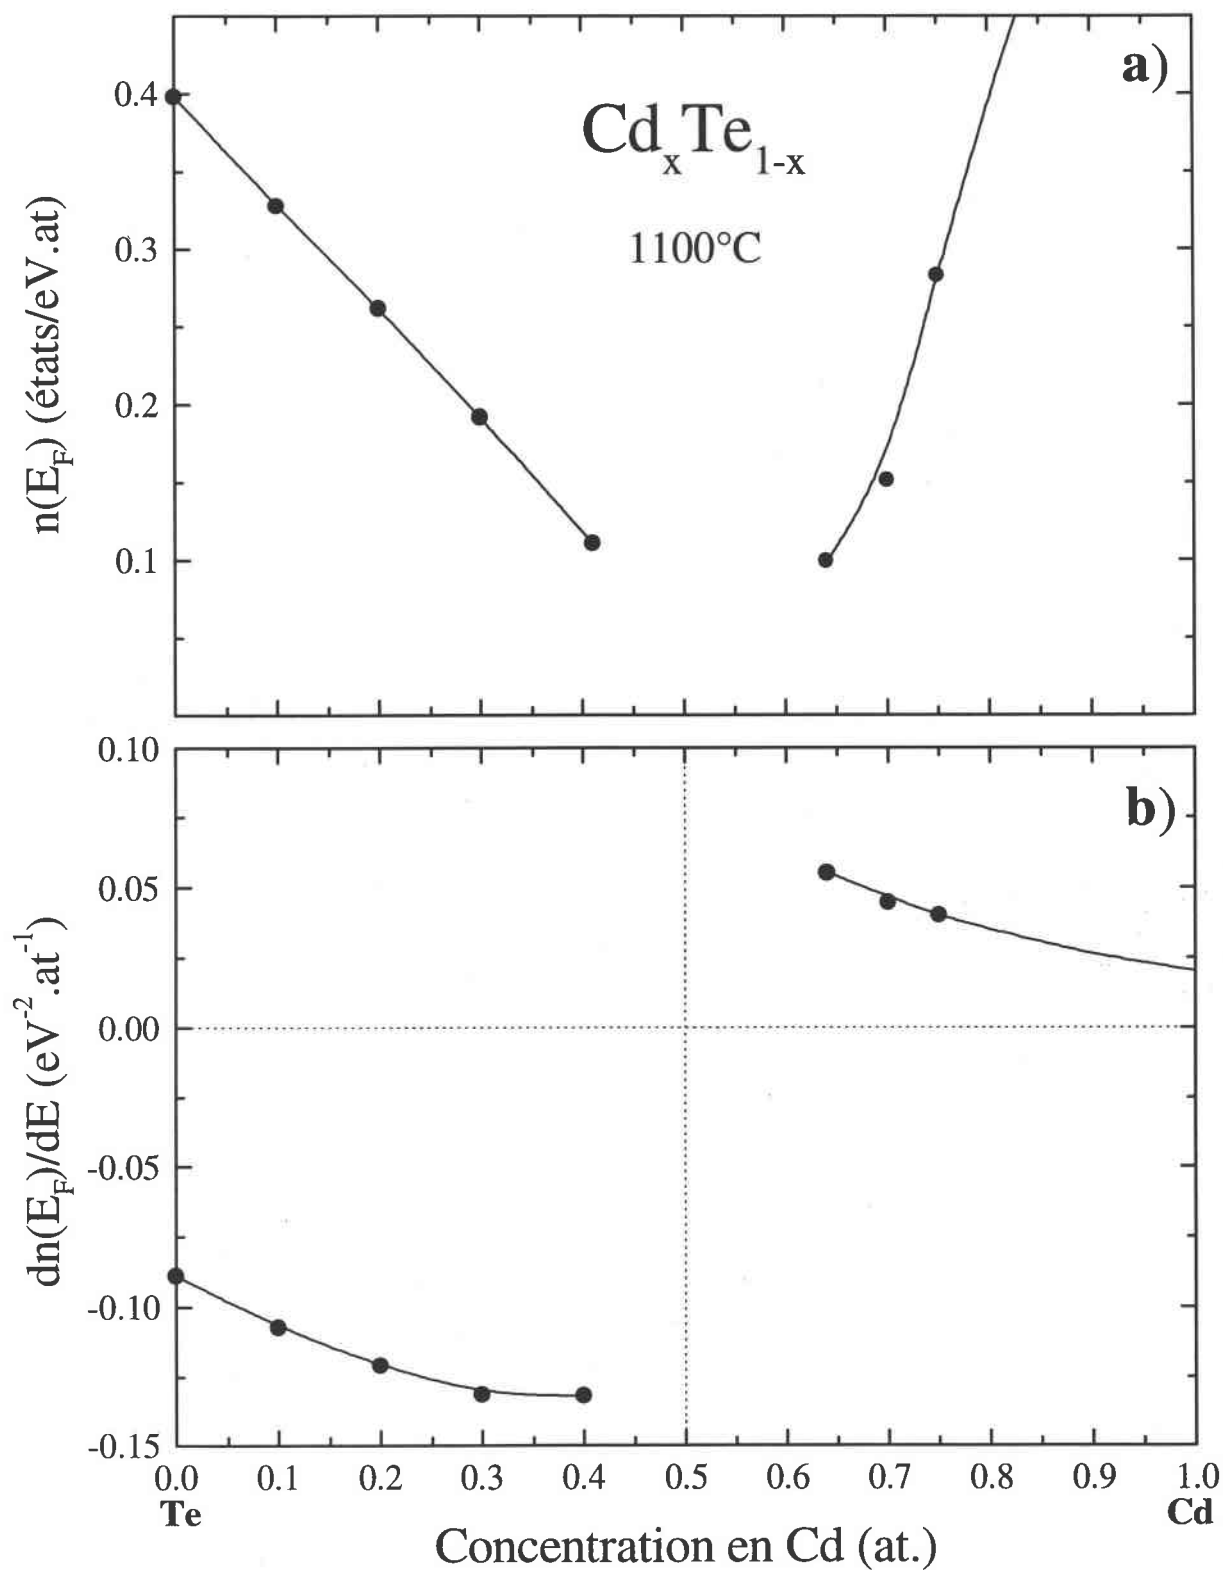 a)
Cd_xTe_{1-x}
1100°C
n(E_F) (états/eV.at)
0.4
0.3
0.2
0.1
b)
dn(E_F)/dE (eV^{-2}.at^{-1})
0.10
0.05
0.00
-0.05
-0.10
-0.15
0.0 0.1 0.2 0.3 0.4 0.5 0.6 0.7 0.8 0.9 1.0
Te Cd
Concentration en Cd (at.)